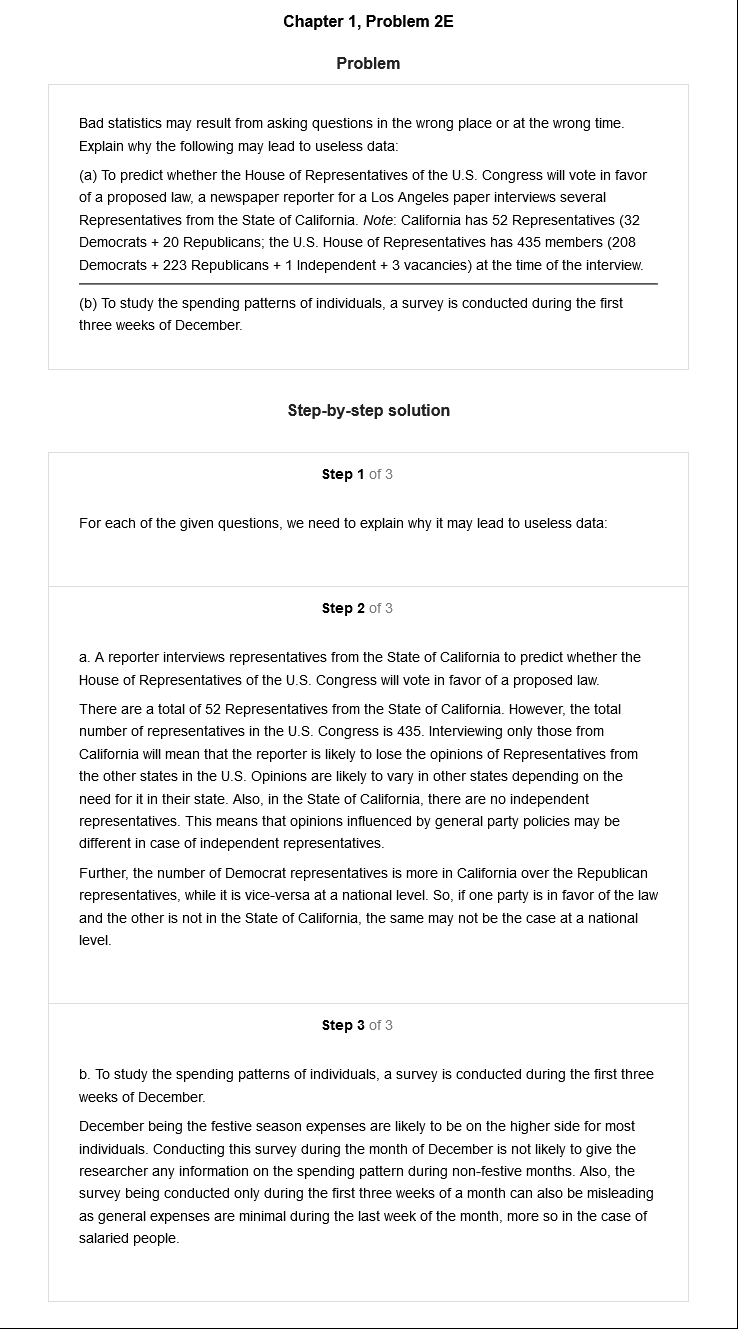 Chapter 1, Problem 2E
Problem
Bad statistics may result from asking questions in the wrong place or at the wrong time.
Explain why the following may lead to useless data:
(a) To predict whether the House of Representatives of the U.S. Congress will vote in favor
of a proposed law, a newspaper reporter for a Los Angeles paper interviews several
Representatives from the State of California. Note: California has 52 Representatives (32
Democrats + 20 Republicans; the U.S. House of Representatives has 435 members (208
Democrats + 223 Republicans + 1 Independent + 3 vacancies) at the time of the interview.
(b) To study the spending patterns of individuals, a survey is conducted during the first
three weeks of December.
Step-by-step solution
Step 1 of 3
For each of the given questions, we need to explain why it may lead to useless data:
Step 2 of 3
a. A reporter interviews representatives from the State of California to predict whether the
House of Representatives of the U.S. Congress will vote in favor of a proposed law.
There are a total of 52 Representatives from the State of California. However, the total
number of representatives in the U.S. Congress is 435. Interviewing only those from
California will mean that the reporter is likely to lose the opinions of Representatives from
the other states in the U.S. Opinions are likely to vary in other states depending on the
need for it in their state. Also, in the State of California, there are no independent
representatives. This means that opinions influenced by general party policies may be
different in case of independent representatives.
Further, the number of Democrat representatives is more in California over the Republican
representatives, while it is vice-versa at a national level. So, if one party is in favor of the law
and the other is not in the State of California, the same may not be the case at a national
level.
Step 3 of 3
b. To study the spending patterns of individuals, a survey is conducted during the first three
weeks of December.
December being the festive season expenses are likely to be on the higher side for most
individuals. Conducting this survey during the month of December is not likely to give the
researcher any information on the spending pattern during non-festive months. Also, the
survey being conducted only during the first three weeks of a month can also be misleading
as general expenses are minimal during the last week of the month, more so in the case of
salaried people.